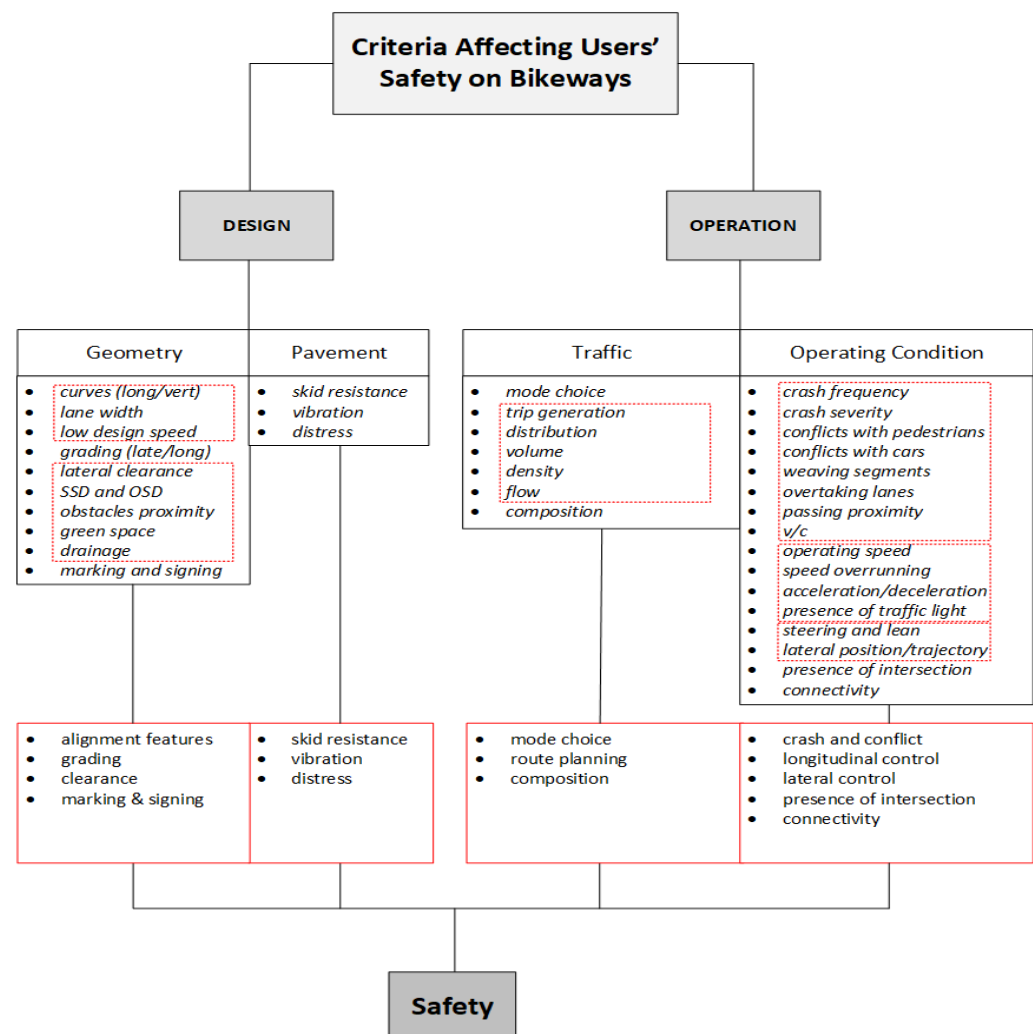 Criteria Affecting Users'
Safety on Bikeways
DESIGN
OPERATION
Geometry
• curves (long/vert)
• lane width
• low design speed
• grading (late/long)
• lateral clearance
• SSD and OSD
• obstacles proximity
• green space
• drainage
• marking and signing
Pavement
• skid resistance
• vibration
• distress
Traffic
• mode choice
• trip generation
• distribution
• volume
• density
• flow
• composition
Operating Condition
• crash frequency
• crash severity
• conflicts with pedestrians
• conflicts with cars
• weaving segments
• overtaking lanes
• passing proximity
• v/c
• operating speed
• speed overrunning
• acceleration/deceleration
• presence of traffic light
• steering and lean
• lateral position/trajectory
• presence of intersection
• connectivity
• alignment features
• grading
• clearance
• marking & signing
• skid resistance
• vibration
• distress
• mode choice
• route planning
• composition
• crash and conflict
• longitudinal control
• lateral control
• presence of intersection
• connectivity
Safety